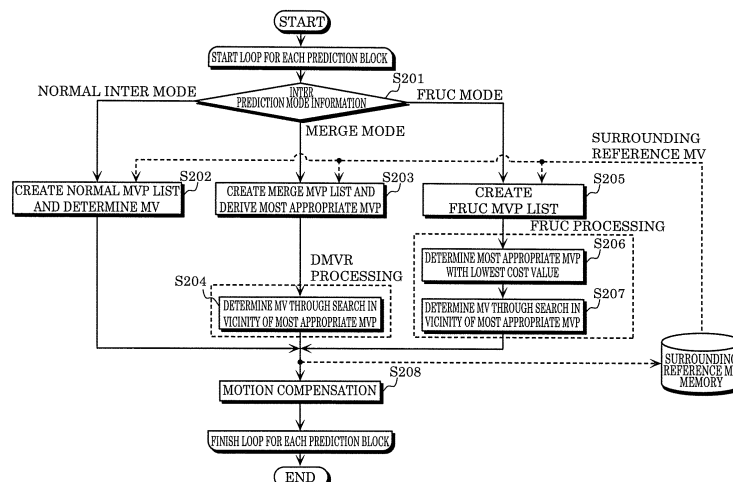 START
START LOOP FOR EACH PREDICTION BLOCK
S201
INTER
PREDICTION MODE INFORMATION
NORMAL INTER MODE
FRUC MODE
MERGE MODE
SURROUNDING
REFERENCE MV
S202
CREATE NORMAL MVP LIST
AND DETERMINE MV
S203
CREATE MERGE MVP LIST AND
DERIVE MOST APPROPRIATE MVP
S205
CREATE
FRUC MVP LIST
FRUC PROCESSING
S206
DETERMINE MOST APPROPRIATE MVP
WITH LOWEST COST VALUE
DMVR
PROCESSING
S204
DETERMINE MV THROUGH SEARCH IN
VICINITY OF MOST APPROPRIATE MVP
S207
DETERMINE MV THROUGH SEARCH IN
VICINITY OF MOST APPROPRIATE MVP
SURROUNDING
REFERENCE M
MEMORY
S208
MOTION COMPENSATION
FINISH LOOP FOR EACH PREDICTION BLOCK
END